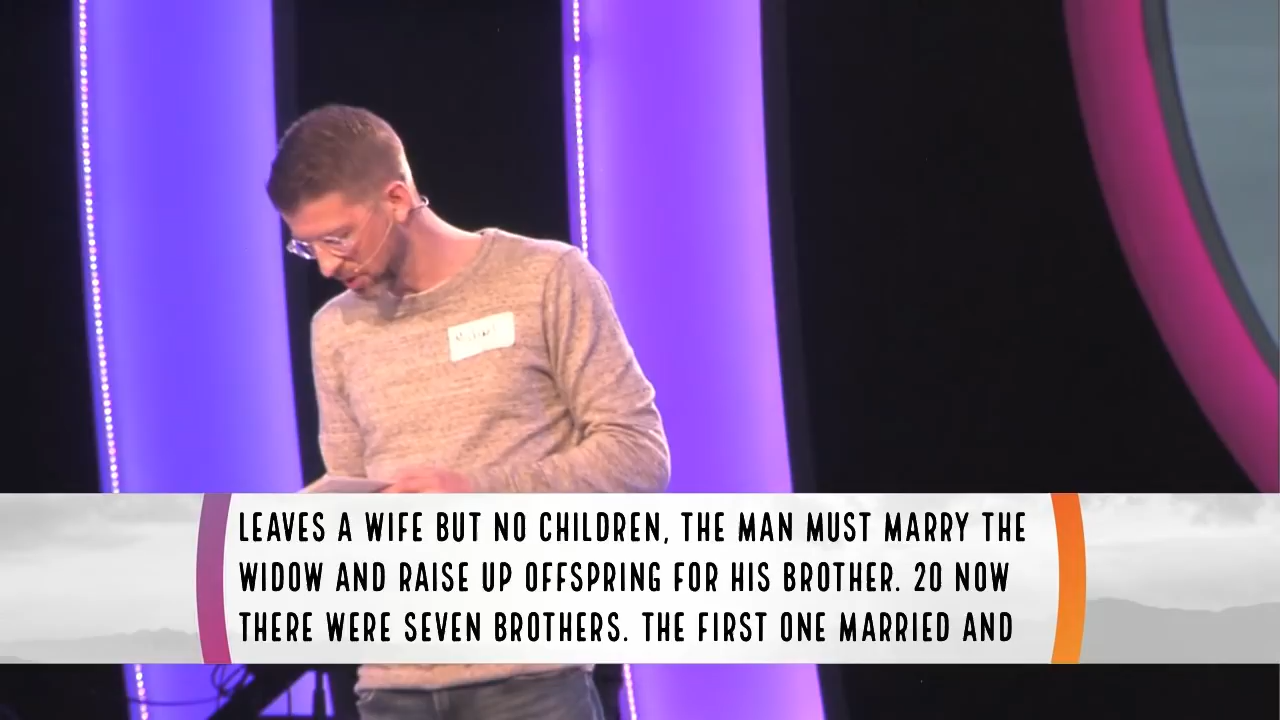 LEAVES A WIFE BUT NO CHILDREN, THE MAN MUST MARRY THE
WIDOW AND RAISE UP OFFSPRING FOR HIS BROTHER. 20 NOW
THERE WERE SEVEN BROTHERS. THE FIRST ONE MARRIED AND